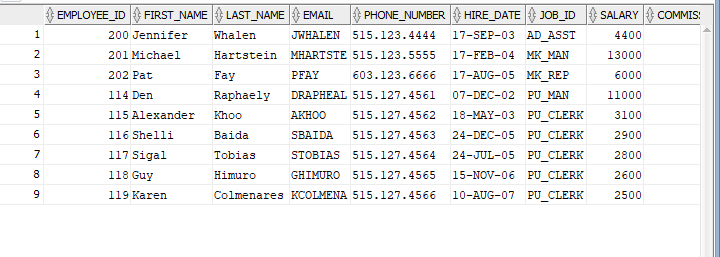 EMPLOYEE_ID FIRST_NAME LAST_NAME EMAIL PHONE_NUMBER HIRE_DATE JOB_ID SALARY COMMISS
1 200 Jennifer Whalen JWHALEN 515.123.4444 17-SEP-03 AD_ASST 4400
2 201 Michael Hartstein MHARTSTE 515.123.5555 17-FEB-04 MK_MAN 13000
3 202 Pat Fay PFAY 603.123.6666 17-AUG-05 MK_REP 6000
4 114 Den Raphaely DRAPHEAL 515.127.4561 07-DEC-02 PU_MAN 11000
5 115 Alexander Khoo AKHOO 515.127.4562 18-MAY-03 PU_CLERK 3100
6 116 Shelli Baida SBAIDA 515.127.4563 24-DEC-05 PU_CLERK 2900
7 117 Sigal Tobias STOBIAS 515.127.4564 24-JUL-05 PU_CLERK 2800
8 118 Guy Himuro GHIMURO 515.127.4565 15-NOV-06 PU_CLERK 2600
9 119 Karen Colmenares KCOLMENA 515.127.4566 10-AUG-07 PU_CLERK 2500